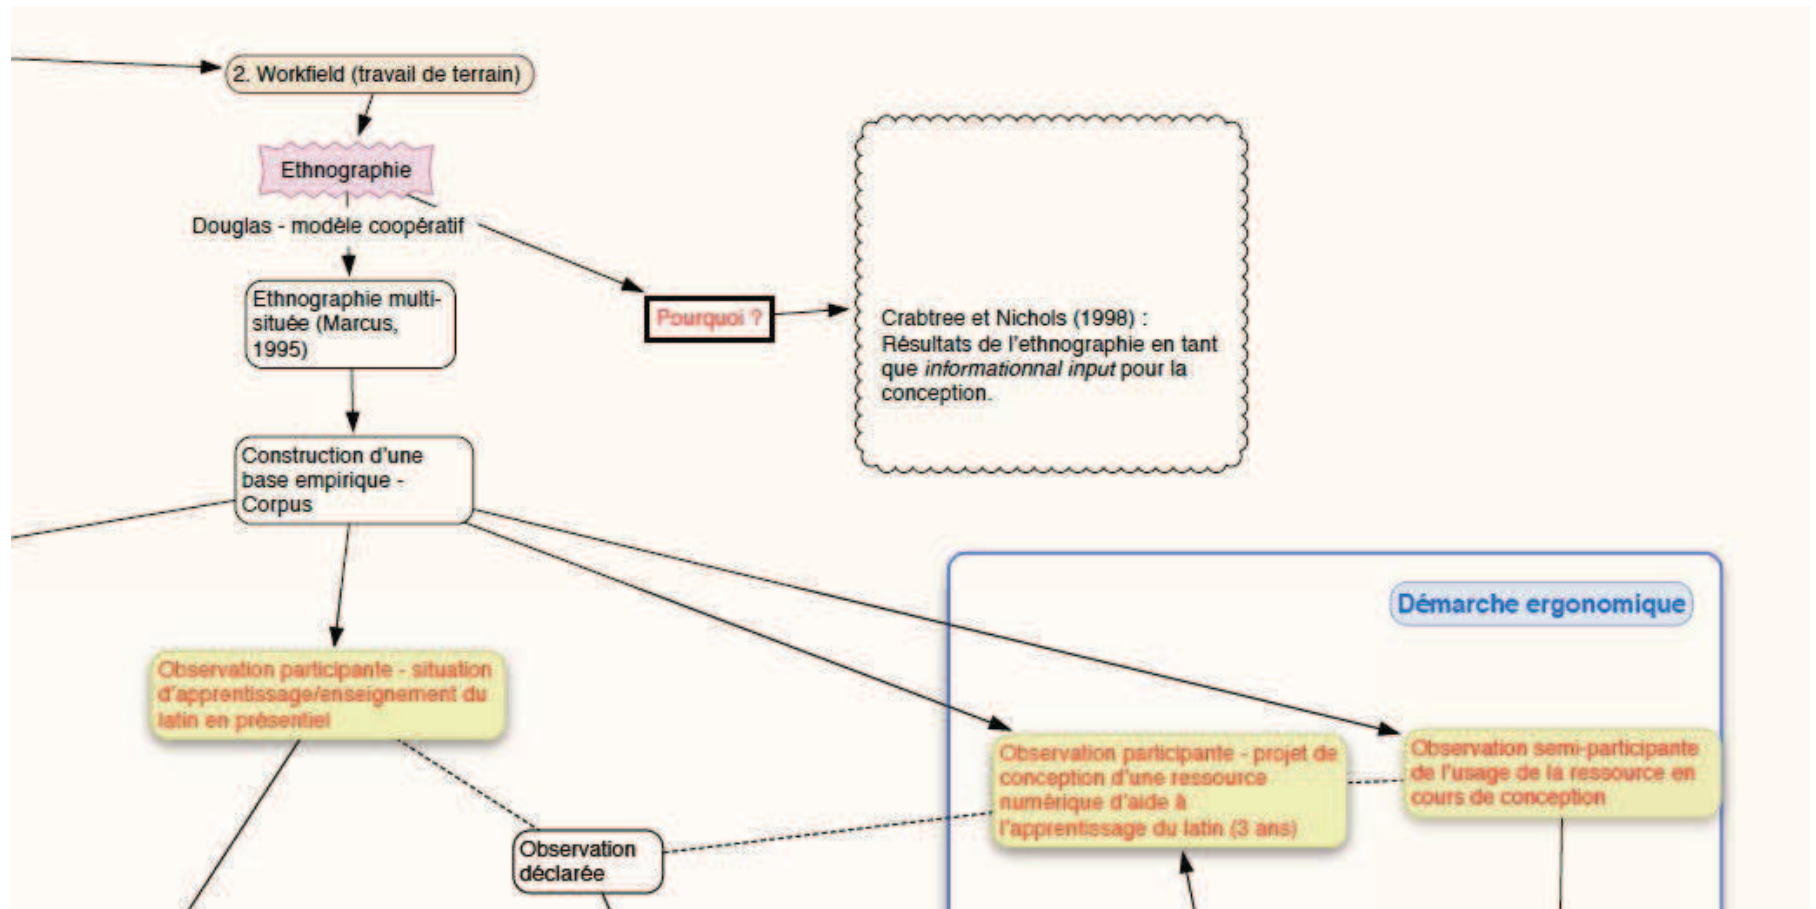 2. Workfield (travail de terrain)
Ethnographie
Douglas - modèle coopératif
Ethnographie multi-
située (Marcus,
1995)
Pourquoi ?
Crabtree et Nichols (1998) :
Résultats de l'ethnographie en tant
que informationnal input pour la
conception.
Construction d'une
base empirique -
Corpus
Démarche ergonomique
Observation participante - situation
d'apprentissage/enseignement du
latin en présentiel
Observation participante - projet de
conception d'une ressource
numérique d'aide à
l'apprentissage du latin (3 ans)
Observation semi-participante
de l'usage de la ressource en
cours de conception
Observation
déclarée